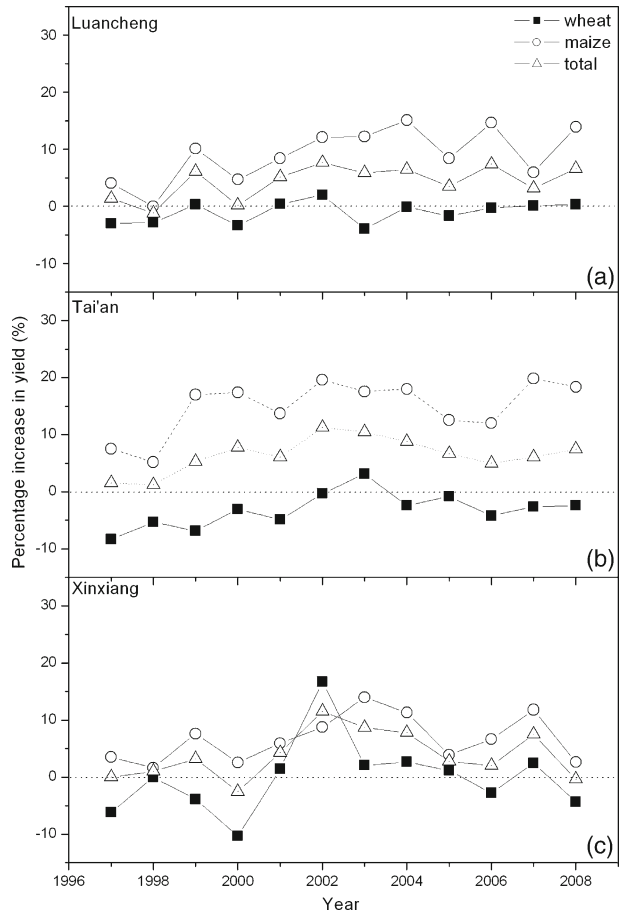 Luancheng
wheat
maize
total
30
20
10
0
-10
(a)
Tai'an
30
20
10
0
-10
(b)
Percentage increase in yield (%)
Xinxiang
30
20
10
0
-10
(c)
1996 1998 2000 2002 2004 2006 2008
Year